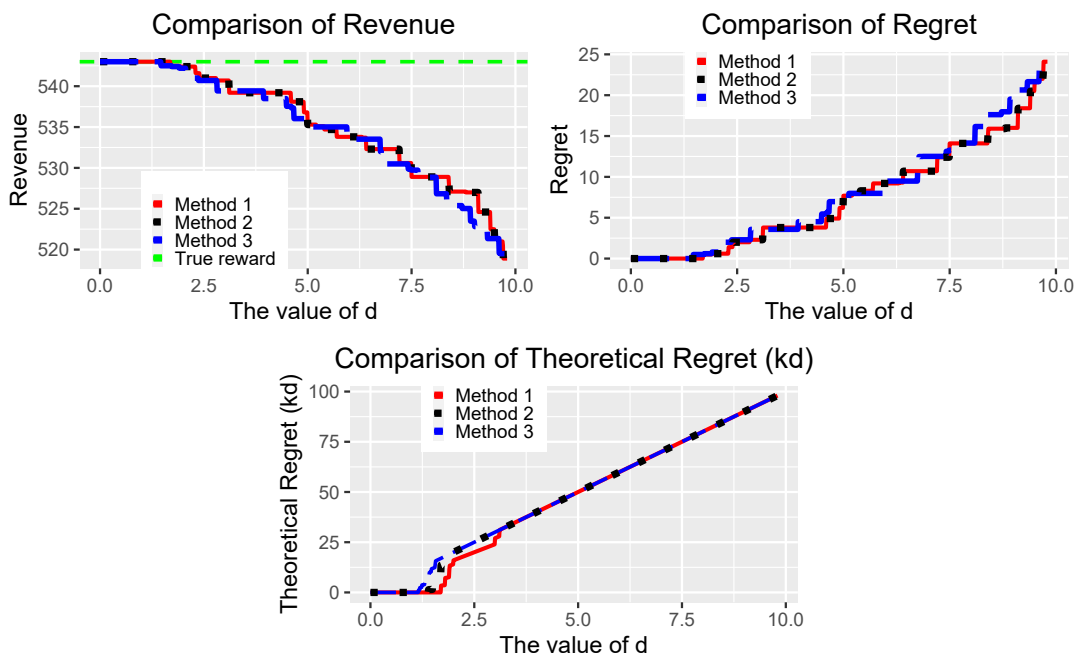 Comparison of Revenue
Revenue
540
535
530
525
520
Method 1
Method 2
Method 3
True reward
0.0
2.5
5.0
7.5
10.0
The value of d
Comparison of Regret
Regret
25
20
15
10
5
0
Method 1
Method 2
Method 3
0.0
2.5
5.0
7.5
10.0
The value of d
Comparison of Theoretical Regret (kd)
Theoretical Regret (kd)
100
75
50
25
0
Method 1
Method 2
Method 3
0.0
2.5
5.0
7.5
10.0
The value of d